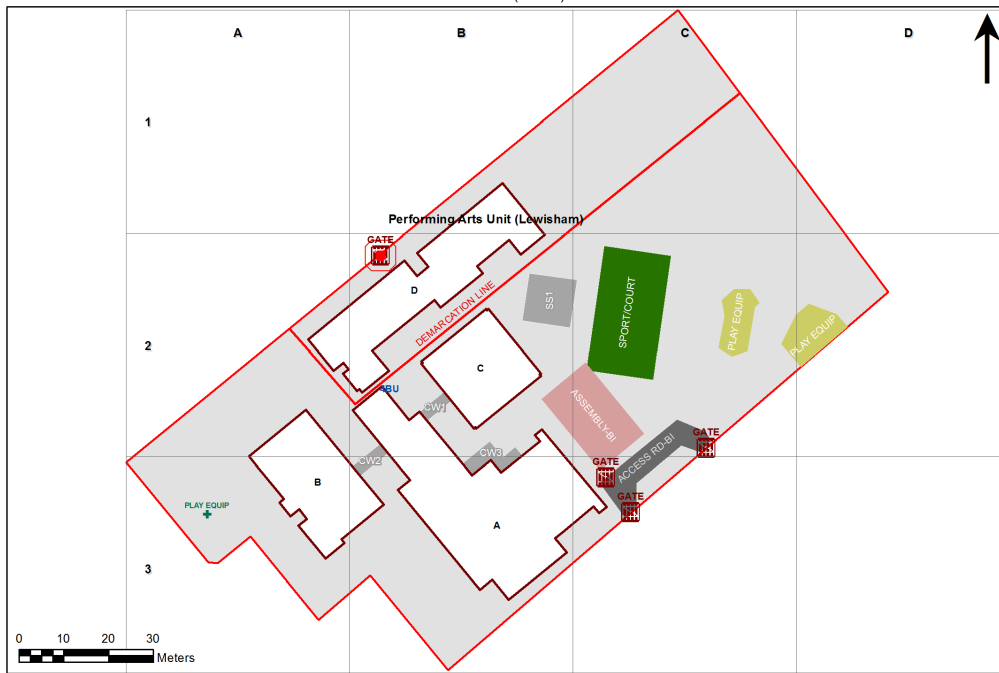 A
B
C
D
1
Performing Arts Unit (Lewisham)
GATE
D
DEMARCATION LINE
SS1
SPORT/COURT
PLAY EQUIP
PLAY EQUIP
2
C
CW1
ASSEMBLY-BI
GATE
ACCESS RD-BI
CW2
CW3
GATE
GATE
B
PLAY EQUIP
A
3
0 10 20 30
Meters